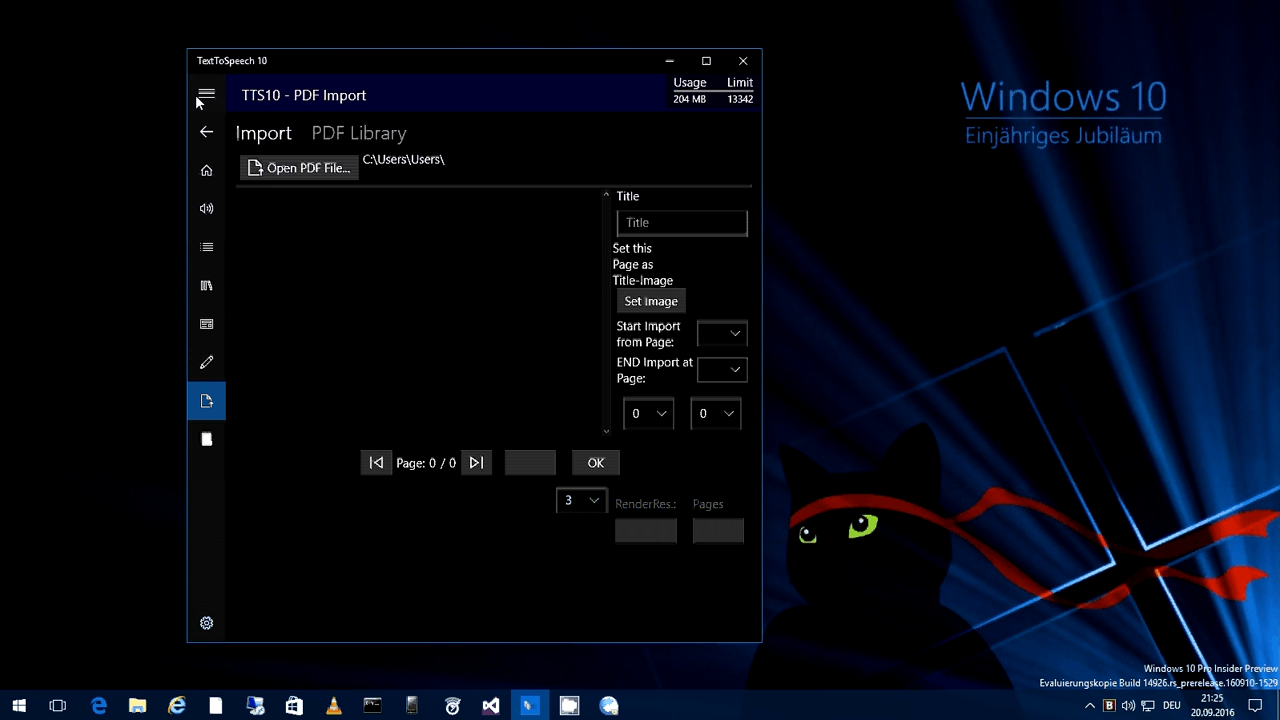 TextToSpeech 10
TTS10 - PDF Import
Usage Limit
204 MB 13342
Import PDF Library
Open PDF File...
C:\Users\Users\
Title
Title
Set this
Page as
Title-Image
Set Image
Start Import
from Page:
END Import at
Page:
0 0
Page: 0 / 0
OK
3
RenderRes.: Pages
Windows 10
Einjähriges Jubiläum
Windows 10 Pro Insider Preview
Evaluierungskopie Build 14926.rs_prerelease.160910-1529
B
DEU
21:25
20.09.2016